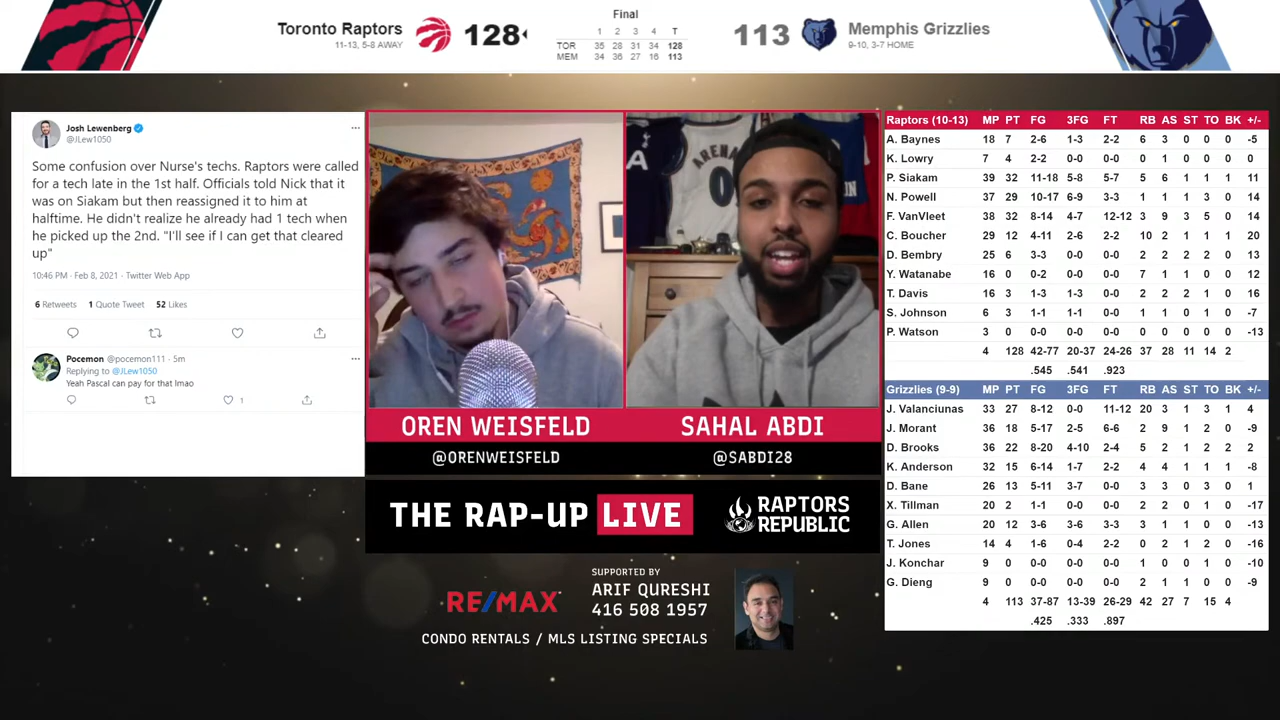 Toronto Raptors
11-13, 5-8 AWAY
128
Final
1 2 3 4 T
TOR 35 28 31 34 128
MEM 34 36 27 16 113
113
Memphis Grizzlies
9-10, 3-7 HOME
Josh Lewenberg
@JLew1050
Some confusion over Nurse's techs. Raptors were called
for a tech late in the 1st half. Officials told Nick that it
was on Siakam but then reassigned it to him at
halftime. He didn't realize he already had 1 tech when
he picked up the 2nd. "I'll see if I can get that cleared
up"
10:46 PM · Feb 8, 2021 · Twitter Web App
6 Retweets 1 Quote Tweet 52 Likes
Pocemon @pocemon111 · 5m
Replying to @JLew1050
Yeah Pascal can pay for that lmao
1
ARENA
0
OREN WEISFELD
@ORENWEISFELD
SAHAL ABDI
@SABDI28
THE RAP-UP LIVE
RAPTORS
REPUBLIC
RE/MAX
SUPPORTED BY
ARIF QURESHI
416 508 1957
CONDO RENTALS / MLS LISTING SPECIALS
Raptors (10-13) MP PT FG 3FG FT RB AS ST TO BK +/-
A. Baynes 18 7 2-6 1-3 2-2 6 3 0 0 0 -5
K. Lowry 7 4 2-2 0-0 0-0 0 1 0 0 0 0
P. Siakam 39 32 11-18 5-8 5-7 5 6 1 1 1 11
N. Powell 37 29 10-17 6-9 3-3 1 1 1 3 0 14
F. VanVleet 38 32 8-14 4-7 12-12 3 9 3 5 0 14
C. Boucher 29 12 4-11 2-6 2-2 10 2 1 1 1 20
D. Bembry 25 6 3-3 0-0 0-0 2 2 2 2 0 13
Y. Watanabe 16 0 0-2 0-0 0-0 7 1 1 0 0 12
T. Davis 16 3 1-3 1-3 0-0 2 2 2 1 0 16
S. Johnson 6 3 1-1 1-1 0-0 1 1 0 1 0 -7
P. Watson 3 0 0-0 0-0 0-0 0 0 0 0 0 -13
4 128 42-77 20-37 24-26 37 28 11 14 2
.545 .541 .923
Grizzlies (9-9) MP PT FG 3FG FT RB AS ST TO BK +/-
J. Valanciunas 33 27 8-12 0-0 11-12 20 3 1 3 1 4
J. Morant 36 18 5-17 2-5 6-6 2 9 1 2 0 -9
D. Brooks 36 22 8-20 4-10 2-4 5 2 1 2 2 2
K. Anderson 32 15 6-14 1-7 2-2 4 4 1 1 1 -8
D. Bane 26 13 5-11 3-7 0-0 3 3 0 3 0 1
X. Tillman 20 2 1-1 0-0 0-0 2 2 0 1 0 -17
G. Allen 20 12 3-6 3-6 3-3 3 1 1 0 0 -13
T. Jones 14 4 1-6 0-4 2-2 0 2 1 2 0 -16
J. Konchar 9 0 0-0 0-0 0-0 1 0 0 1 0 -10
G. Dieng 9 0 0-0 0-0 0-0 2 1 1 0 0 -9
4 113 37-87 13-39 26-29 42 27 7 15 4
.425 .333 .897